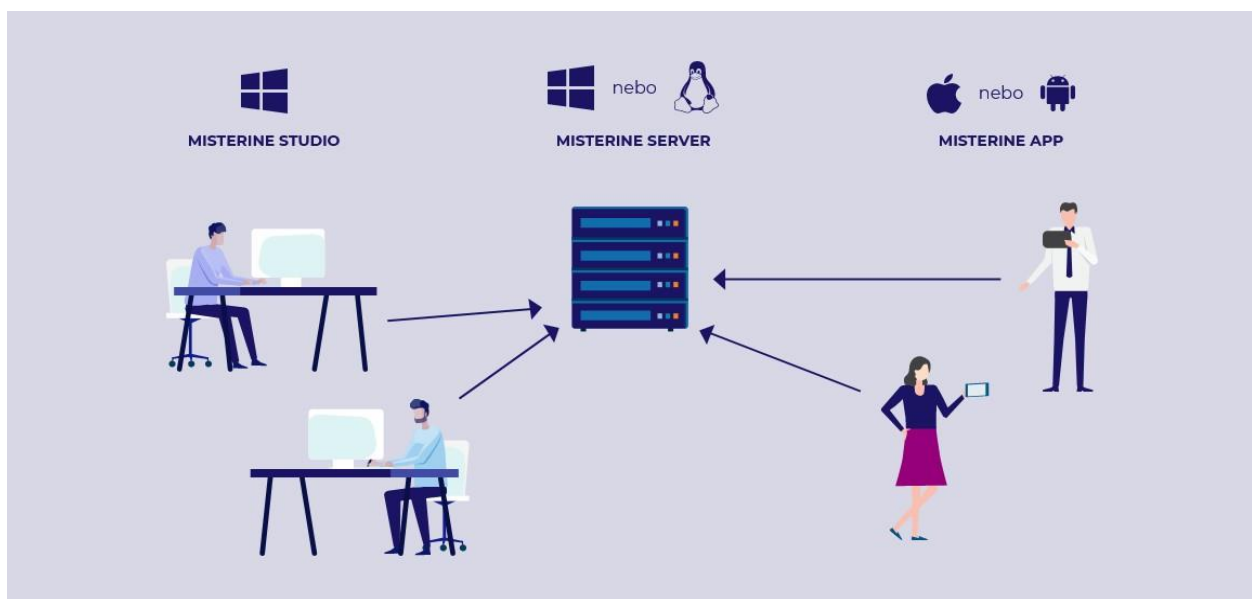 nebo
nebo
MISTERINE STUDIO
MISTERINE SERVER
MISTERINE APP